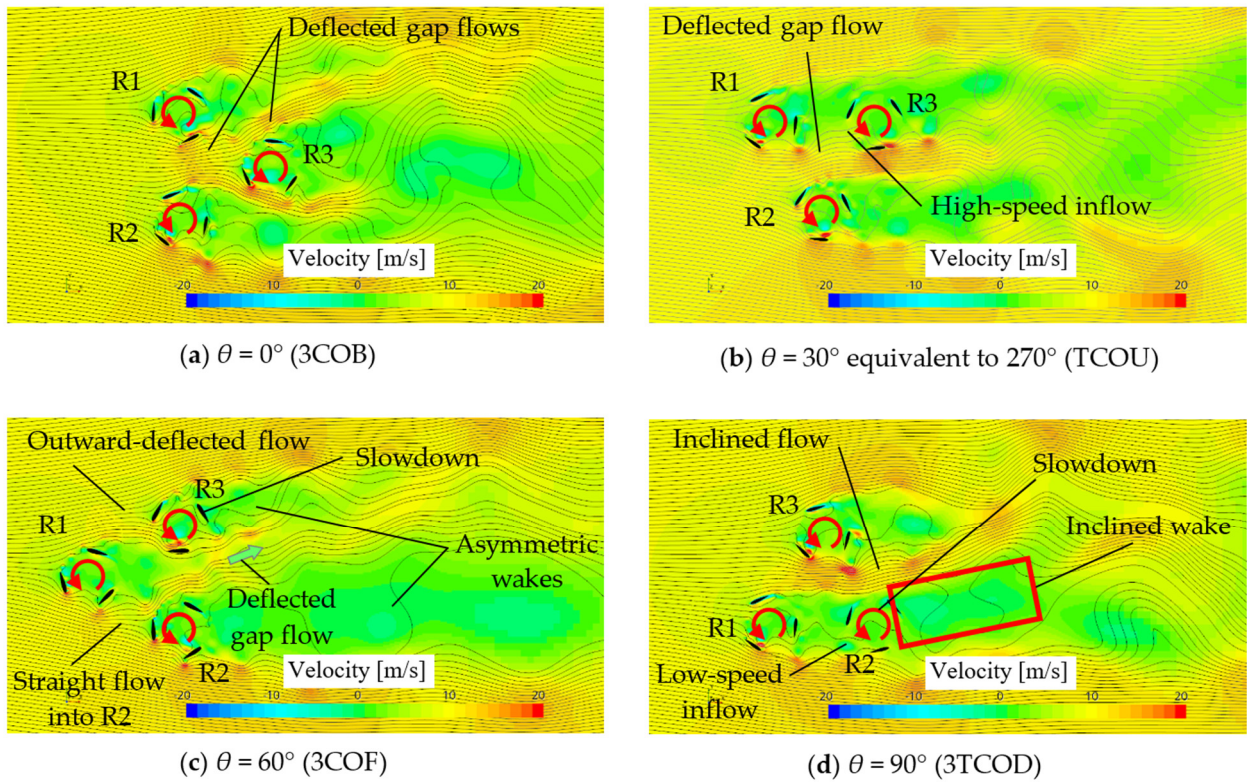 Deflected gap flows
R1
R3
R2
Velocity [m/s]
20 10 0 10 20
(a) θ = 0° (3COB)
Deflected gap flow
R1
R3
R2
High-speed inflow
Velocity [m/s]
-20 -10 0 10 20
(b) θ = 30° equivalent to 270° (TCOU)
Outward-deflected flow
Slowdown
R3
R1
Asymmetric
wakes
Deflected
gap flow
R2
Straight flow
into R2
Velocity [m/s]
20 10 0 10 20
(c) θ = 60° (3COF)
Inclined flow
Slowdown
R3
Inclined wake
R1
R2
Low-speed
inflow
Velocity [m/s]
20 10 0 10 20
(d) θ = 90° (3TCOD)